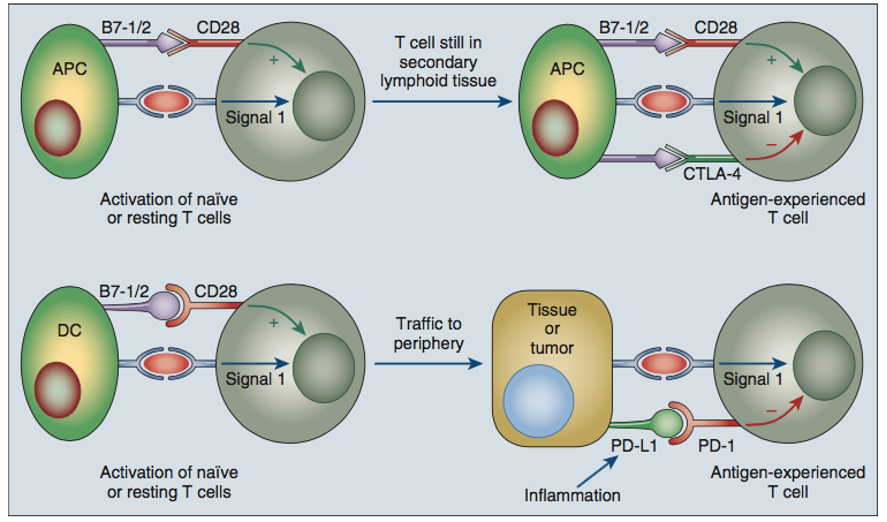 B7-1/2 CD28
APC
+
Signal 1
Activation of naïve
or resting T cells
T cell still in
secondary
lymphoid tissue
B7-1/2 CD28
APC
+
Signal 1
–
CTLA-4
Antigen-experienced
T cell
B7-1/2 CD28
DC
+
Signal 1
Activation of naïve
or resting T cells
Traffic to
periphery
Tissue
or
tumor
Signal 1
–
PD-L1 PD-1
Inflammation
Antigen-experienced
T cell